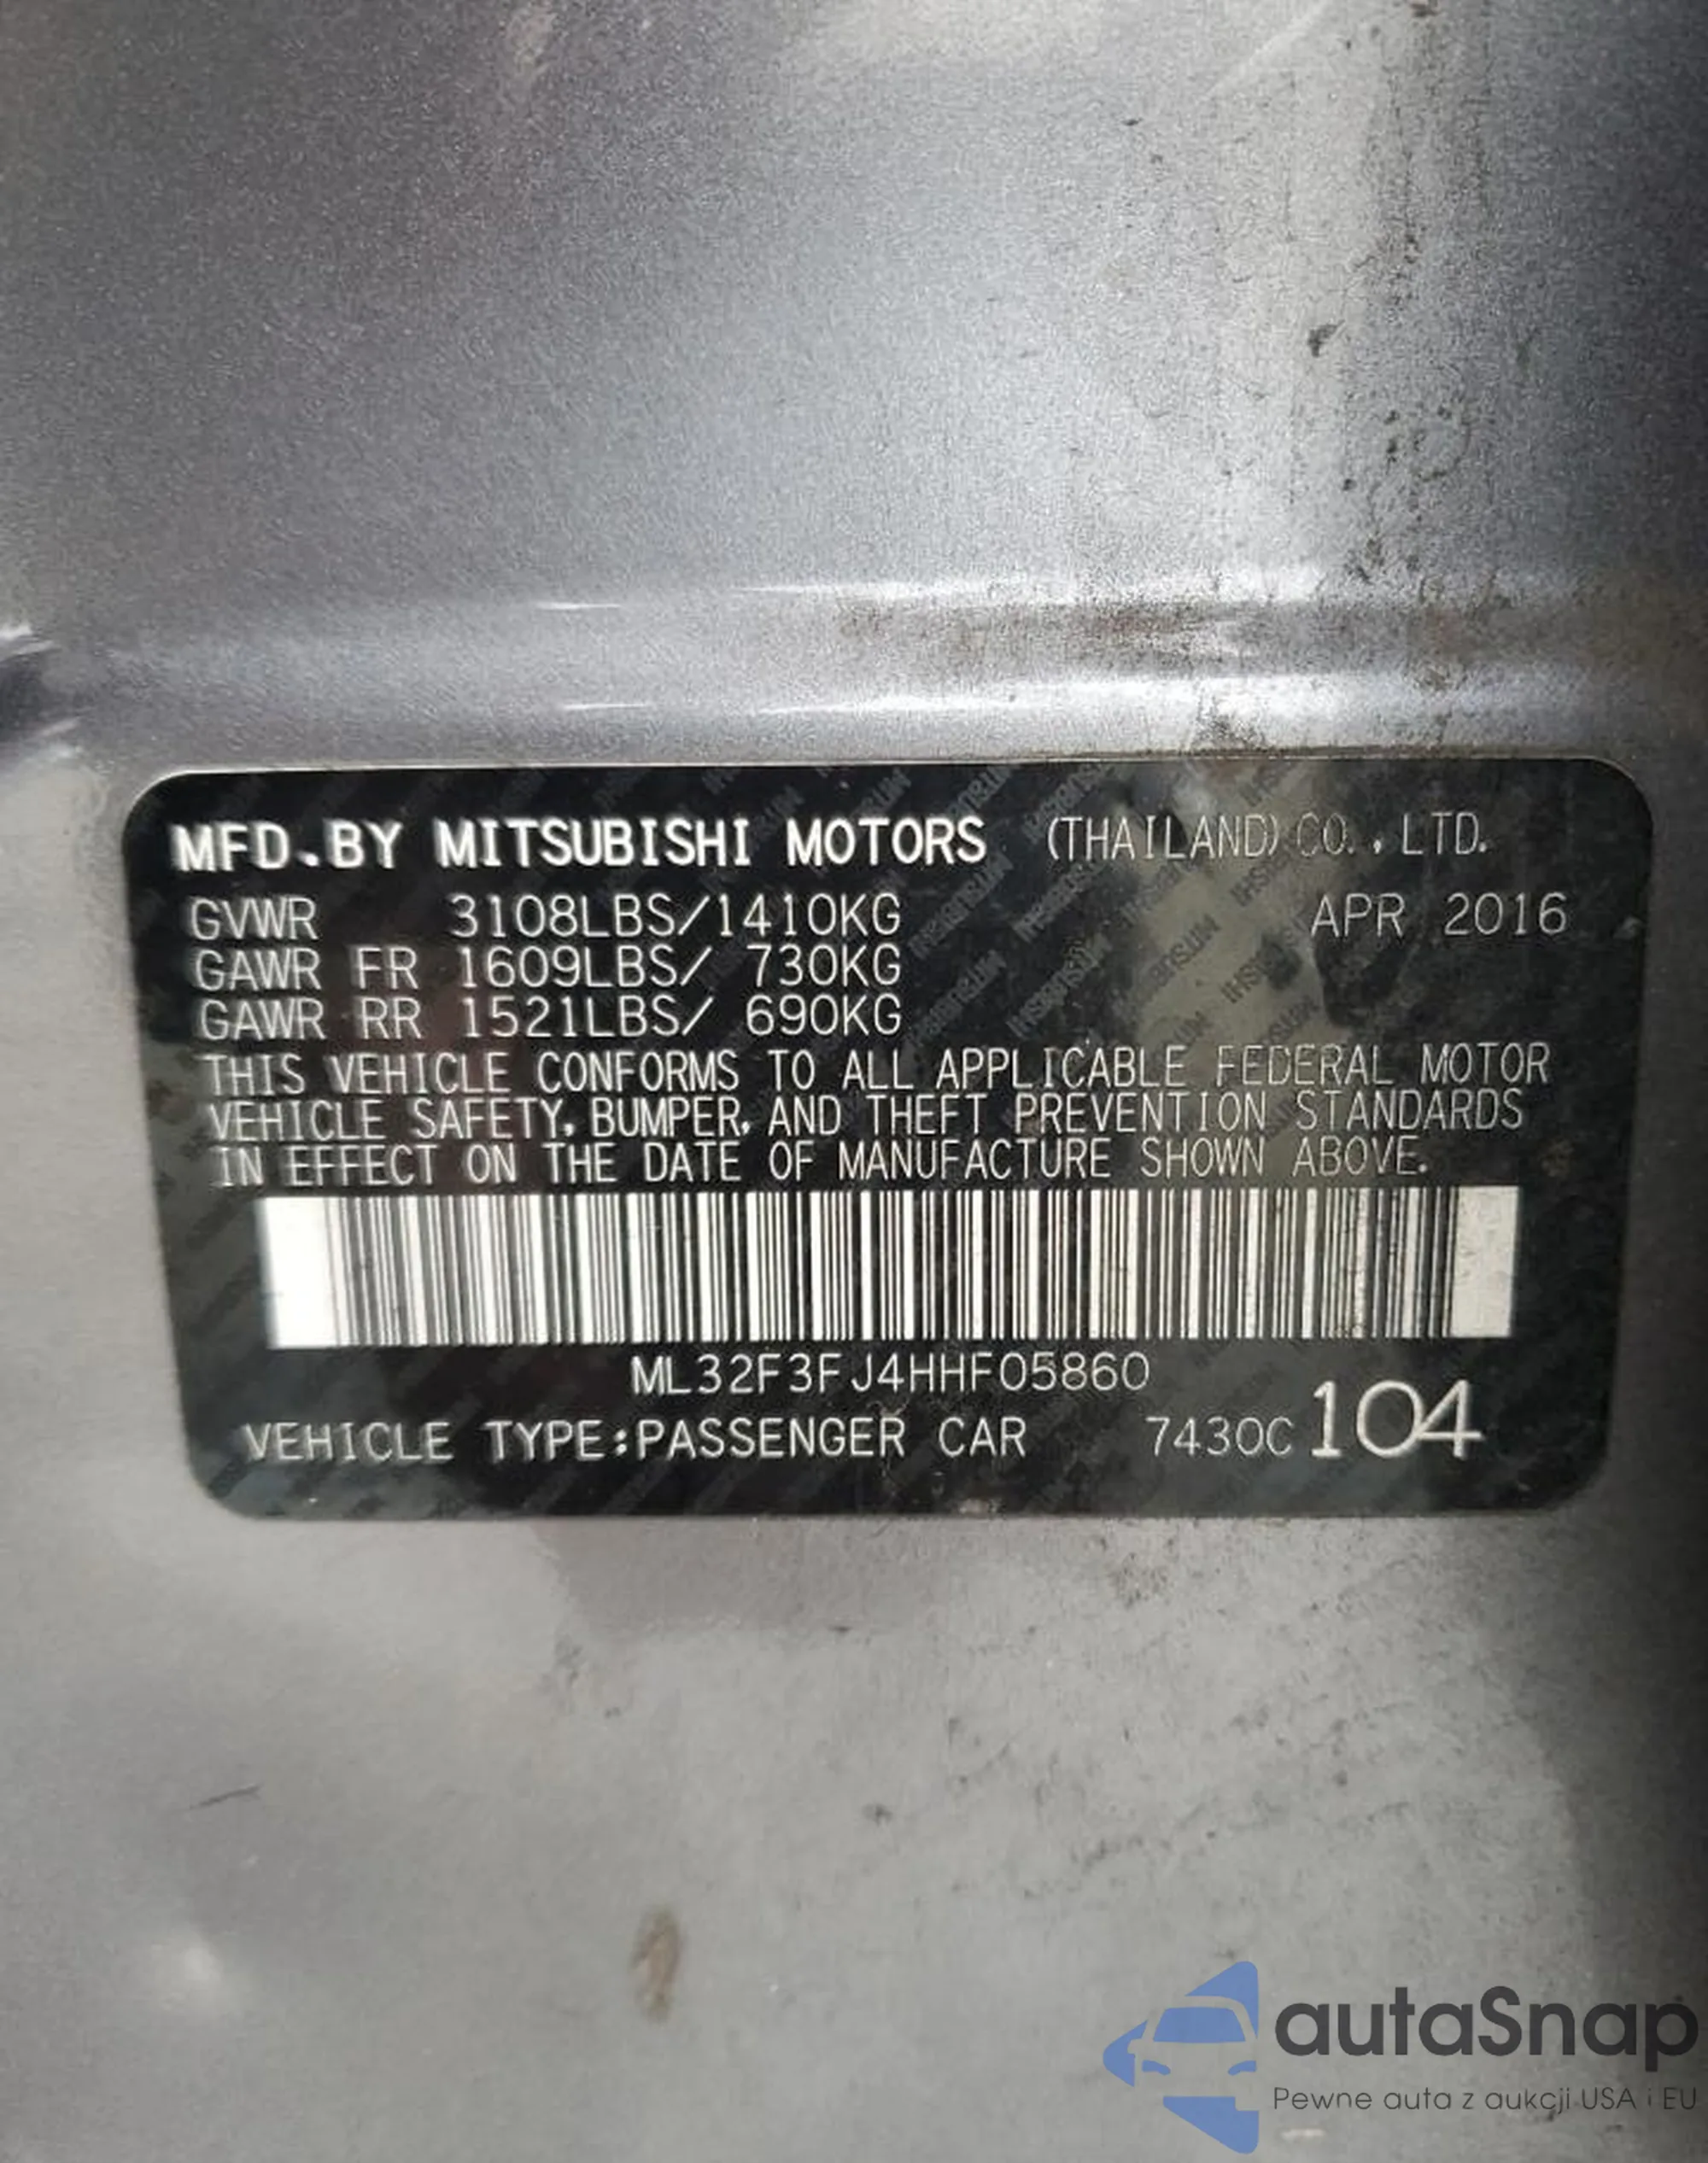 MFD.BY MITSUBISHI MOTORS (THAILAND) CO., LTD.
GVWR 3108LBS/1410KG APR 2016
GAWR FR 1609LBS/ 730KG
GAWR RR 1521LBS/ 690KG
THIS VEHICLE CONFORMS TO ALL APPLICABLE FEDERAL MOTOR
VEHICLE SAFETY, BUMPER, AND THEFT PREVENTION STANDARDS
IN EFFECT ON THE DATE OF MANUFACTURE SHOWN ABOVE.
ML32F3FJ4HHF05860
VEHICLE TYPE:PASSENGER CAR 7430C 104
autaSnap
Pewne auta z aukcji USA i EU